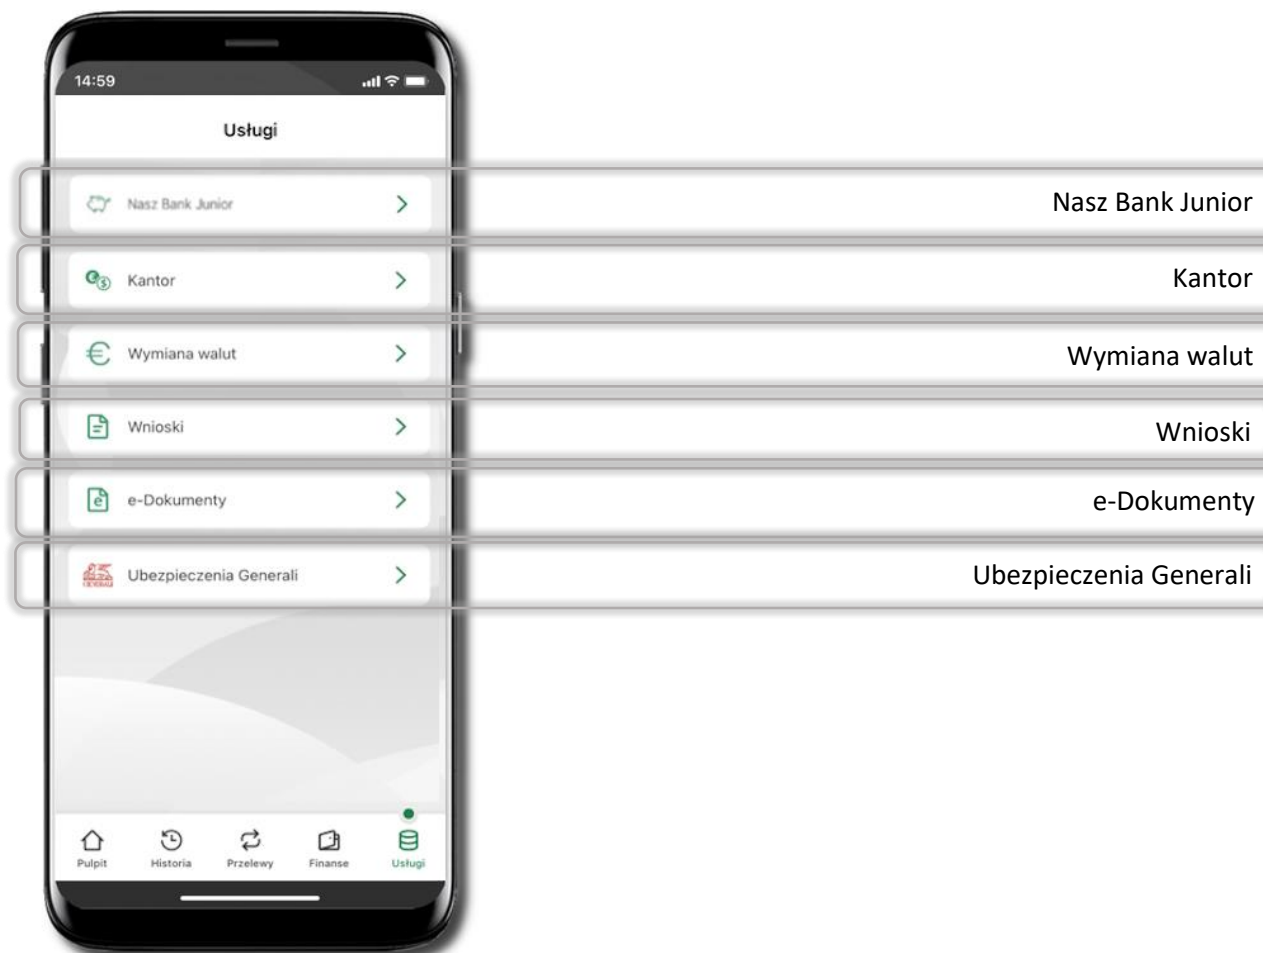 14:59
Usługi
Nasz Bank Junior
Nasz Bank Junior
Kantor
Kantor
Wymiana walut
Wymiana walut
Wnioski
Wnioski
e-Dokumenty
e-Dokumenty
Ubezpieczenia Generali
Ubezpieczenia Generali
Pulpit Historia Przelewy Finanse Usługi